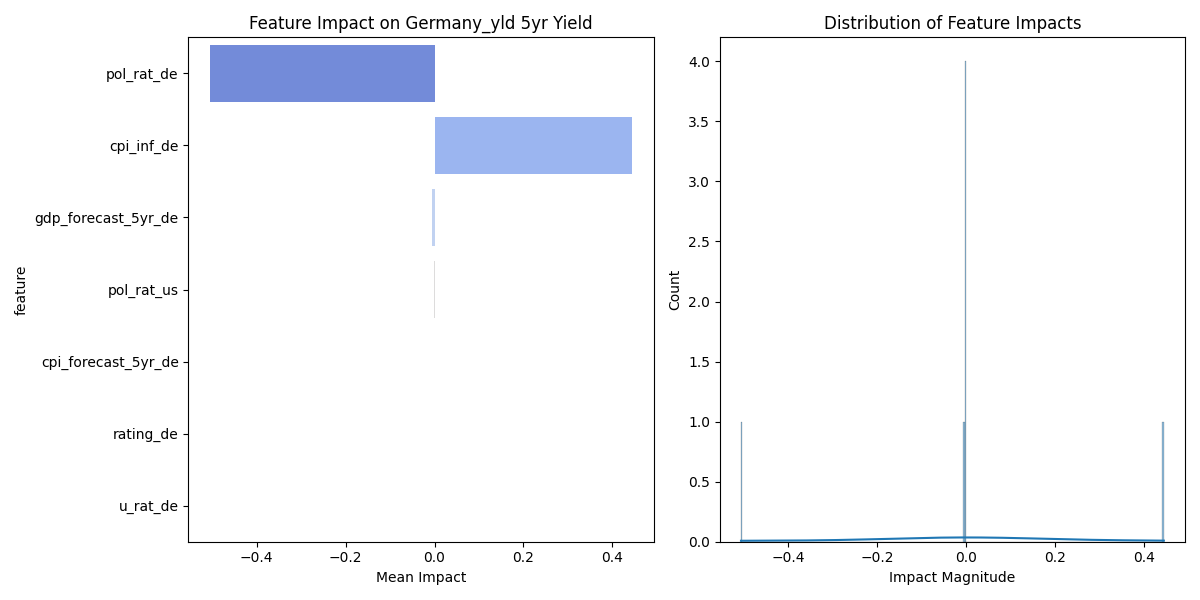 Feature Impact on Germany_yld 5yr Yield
feature
pol_rat_de
cpi_inf_de
gdp_forecast_5yr_de
pol_rat_us
cpi_forecast_5yr_de
rating_de
u_rat_de
−0.4 −0.2 0.0 0.2 0.4
Mean Impact
Distribution of Feature Impacts
Count
4.0
3.5
3.0
2.5
2.0
1.5
1.0
0.5
0.0
−0.4 −0.2 0.0 0.2 0.4
Impact Magnitude